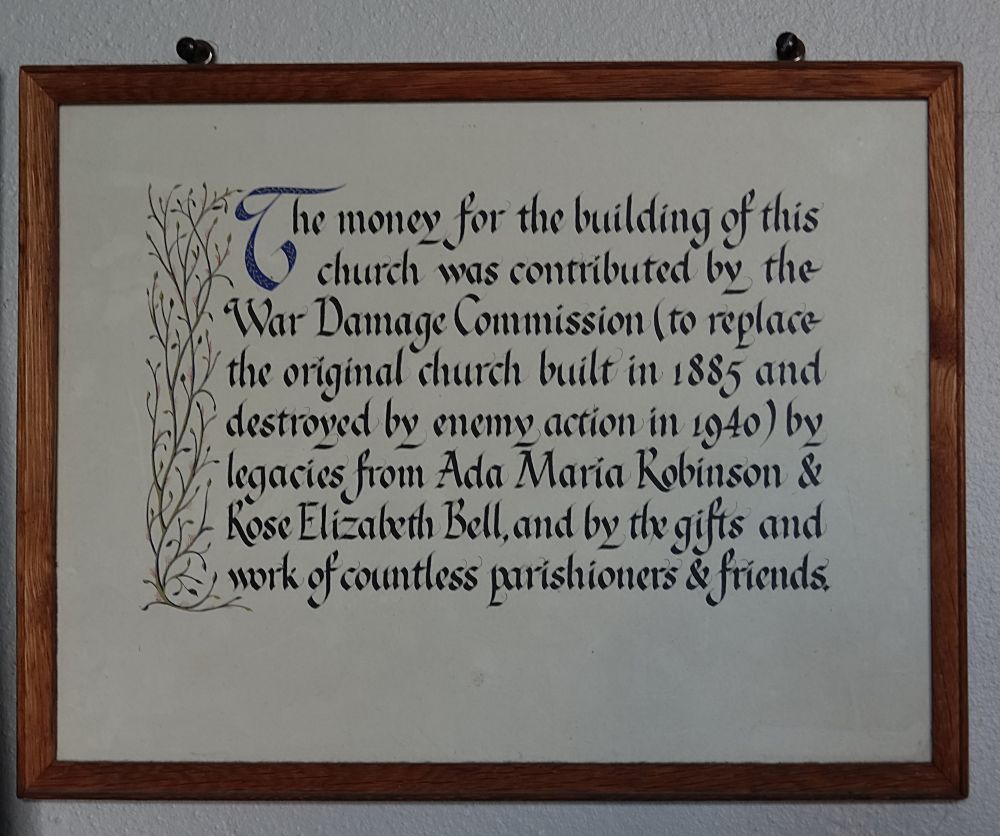 The money for the building of this
church was contributed by the
War Damage Commission (to replace
the original church built in 1885 and
destroyed by enemy action in 1940) by
legacies from Ada Maria Robinson &
Rose Elizabeth Bell, and by the gifts and
work of countless parishioners & friends.